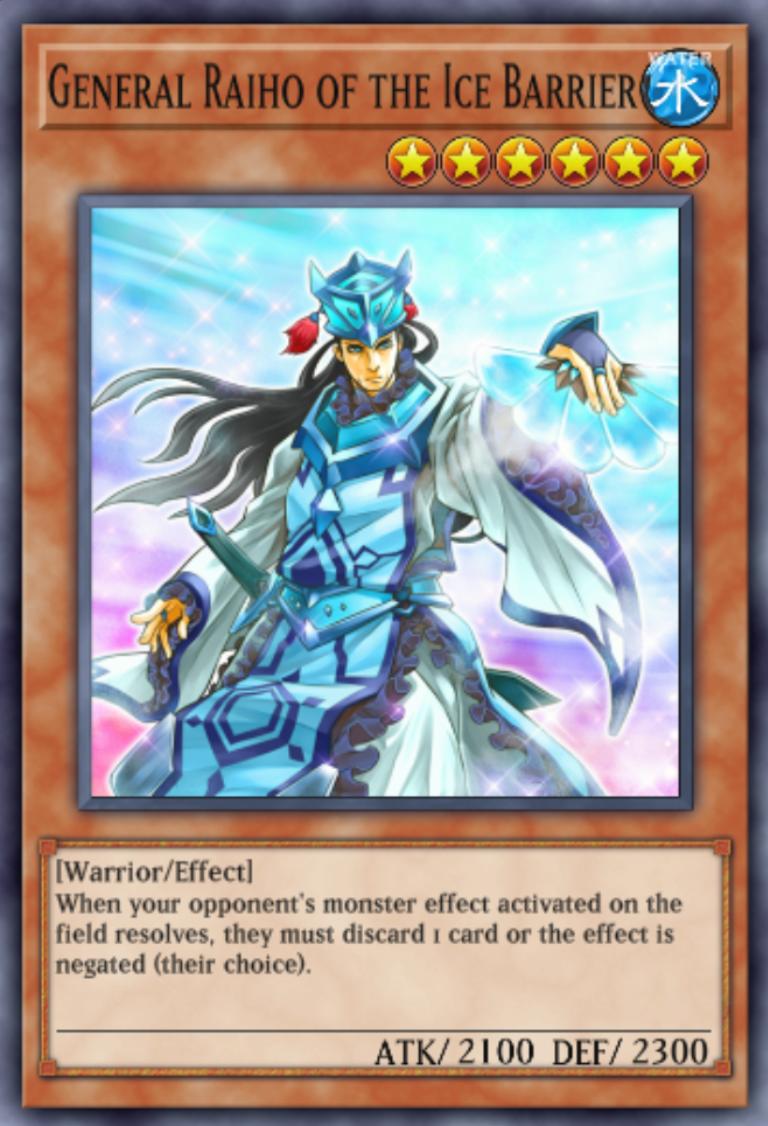 General Raiho of the Ice Barrier
WATER
水
[Warrior/Effect]
When your opponent's monster effect activated on the
field resolves, they must discard 1 card or the effect is
negated (their choice).
ATK/ 2100 DEF/ 2300